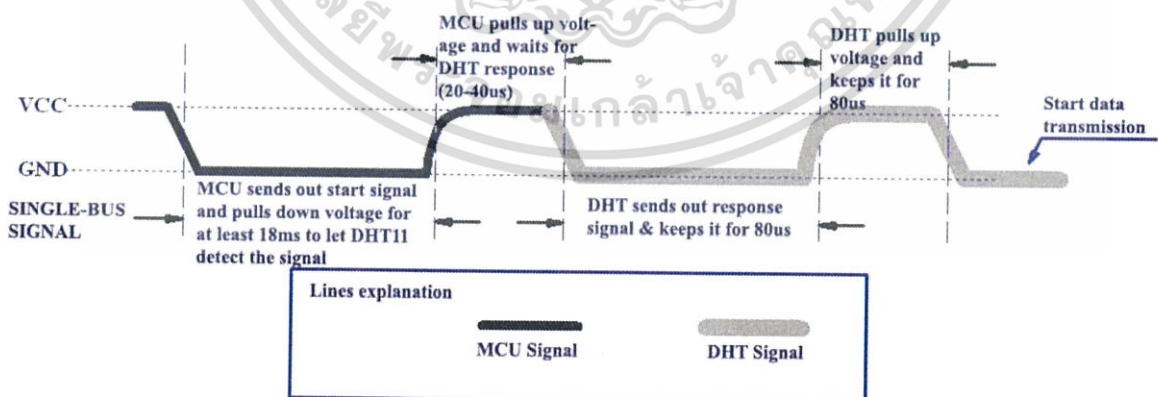 MCU pulls up volt-
age and waits for
DHT response
(20-40us)
DHT pulls up
voltage and
keeps it for
80us
VCC
Start data
transmission
GND
SINGLE-BUS
SIGNAL
MCU sends out start signal
and pulls down voltage for
at least 18ms to let DHT11
detect the signal
DHT sends out response
signal & keeps it for 80us
Lines explanation
MCU Signal
DHT Signal